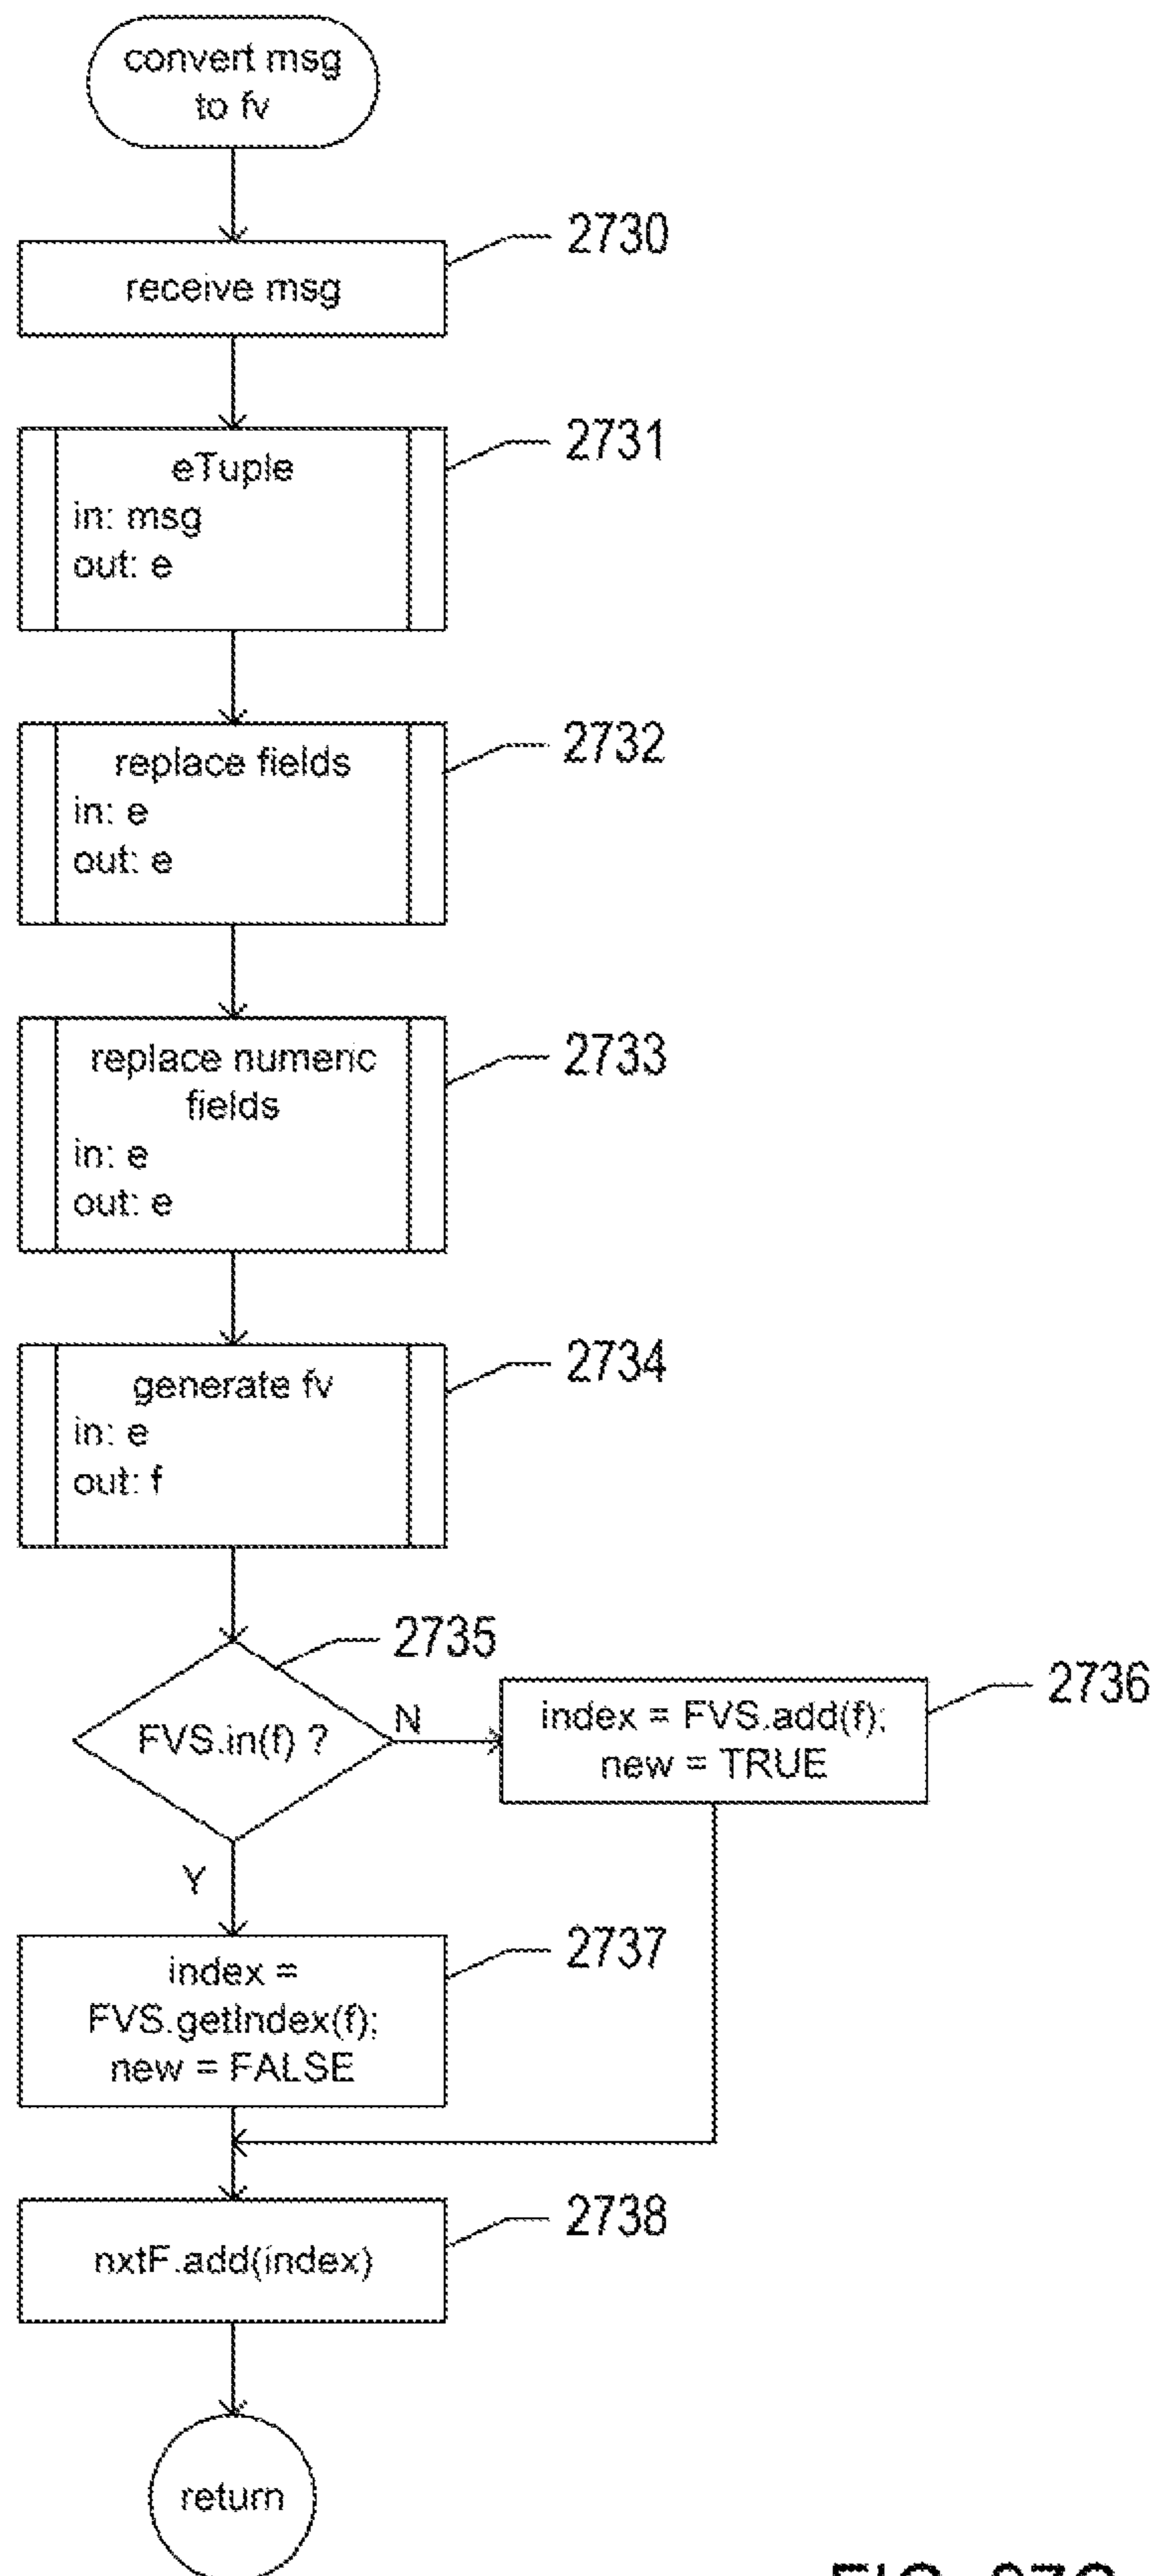 convert msg
to fv
2730
receive msg
2731
eTuple
in: msg
out: e
2732
replace fields
in: e
out: e
2733
replace numeric
fields
in: e
out: e
2734
generate fv
in: e
out: f
2735
FVS.in(f) ?
N
2736
index = FVS.add(f);
new = TRUE
Y
2737
index =
FVS.getIndex(f);
new = FALSE
2738
nxtF.add(index)
return